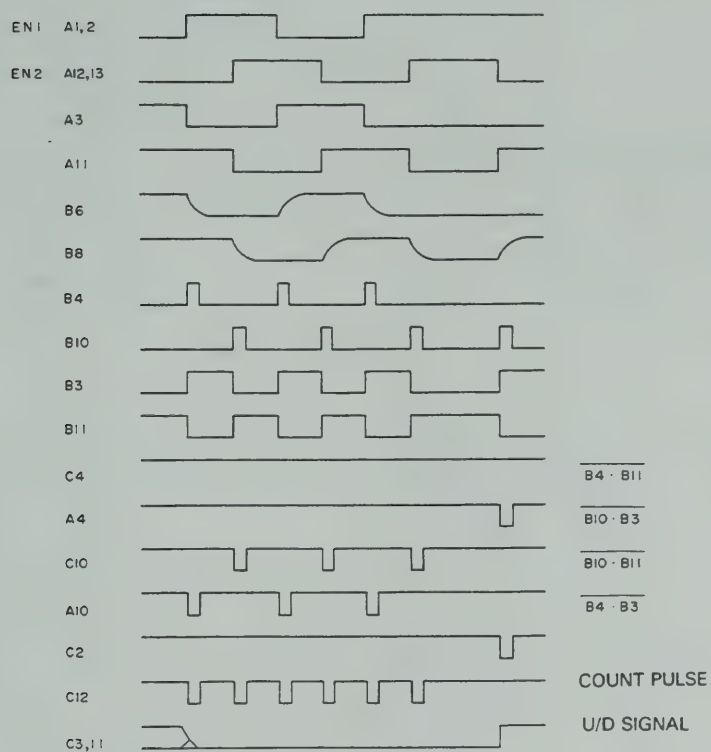 EN1 A1,2
EN2 A12,13
A3
A11
B6
B8
B4
B10
B3
B11
C4 B4 · B11
A4 B10 · B3
C10 B10 · B11
A10 B4 · B3
C2
C12 COUNT PULSE
C3,11 U/D SIGNAL